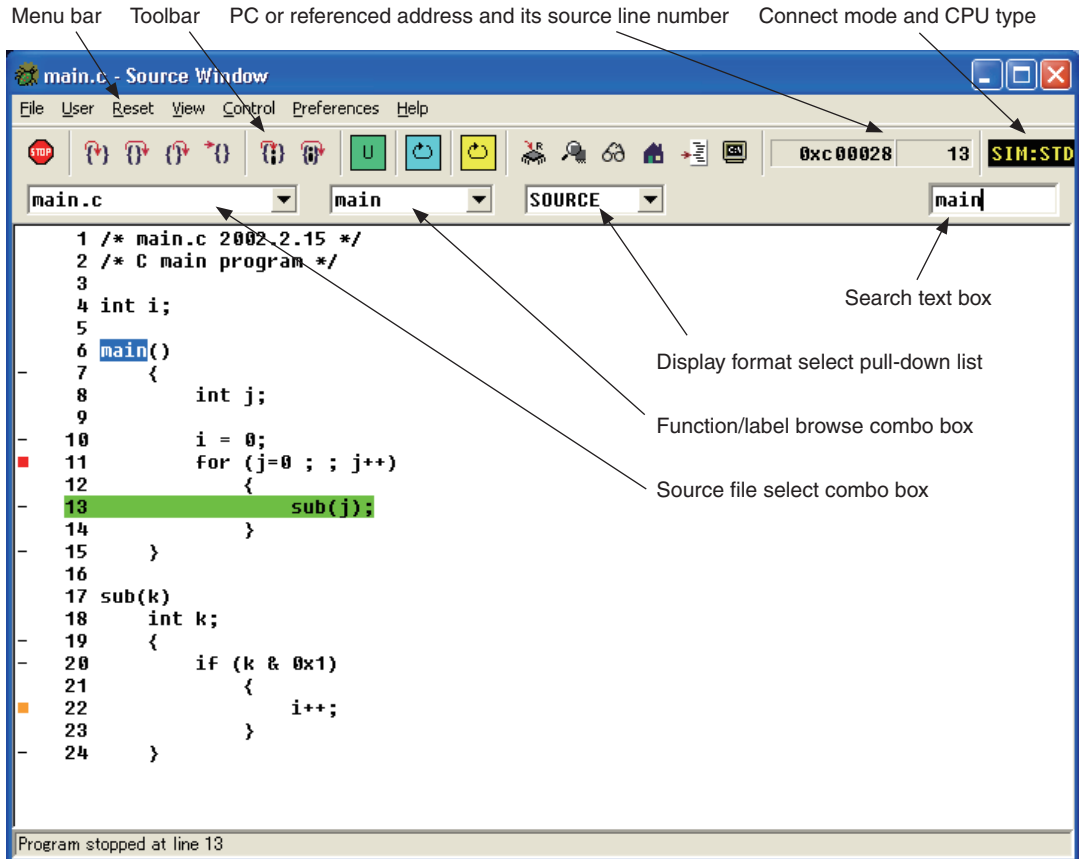 Menu bar Toolbar PC or referenced address and its source line number Connect mode and CPU type
main.c - Source Window
File User Reset View Control Preferences Help
STOP U 0xc00028 13 SIM:STD
main.c main SOURCE main
1 /* main.c 2002.2.15 */
2 /* C main program */
3
4 int i;
5
6 main()
- 7 {
8 int j;
9
- 10 i = 0;
11 for (j=0 ; ; j++)
12 {
- 13 sub(j);
14 }
- 15 }
16
17 sub(k)
18 int k;
- 19 {
- 20 if (k & 0x1)
21 {
22 i++;
23 }
- 24 }
Search text box
Display format select pull-down list
Function/label browse combo box
Source file select combo box
Program stopped at line 13